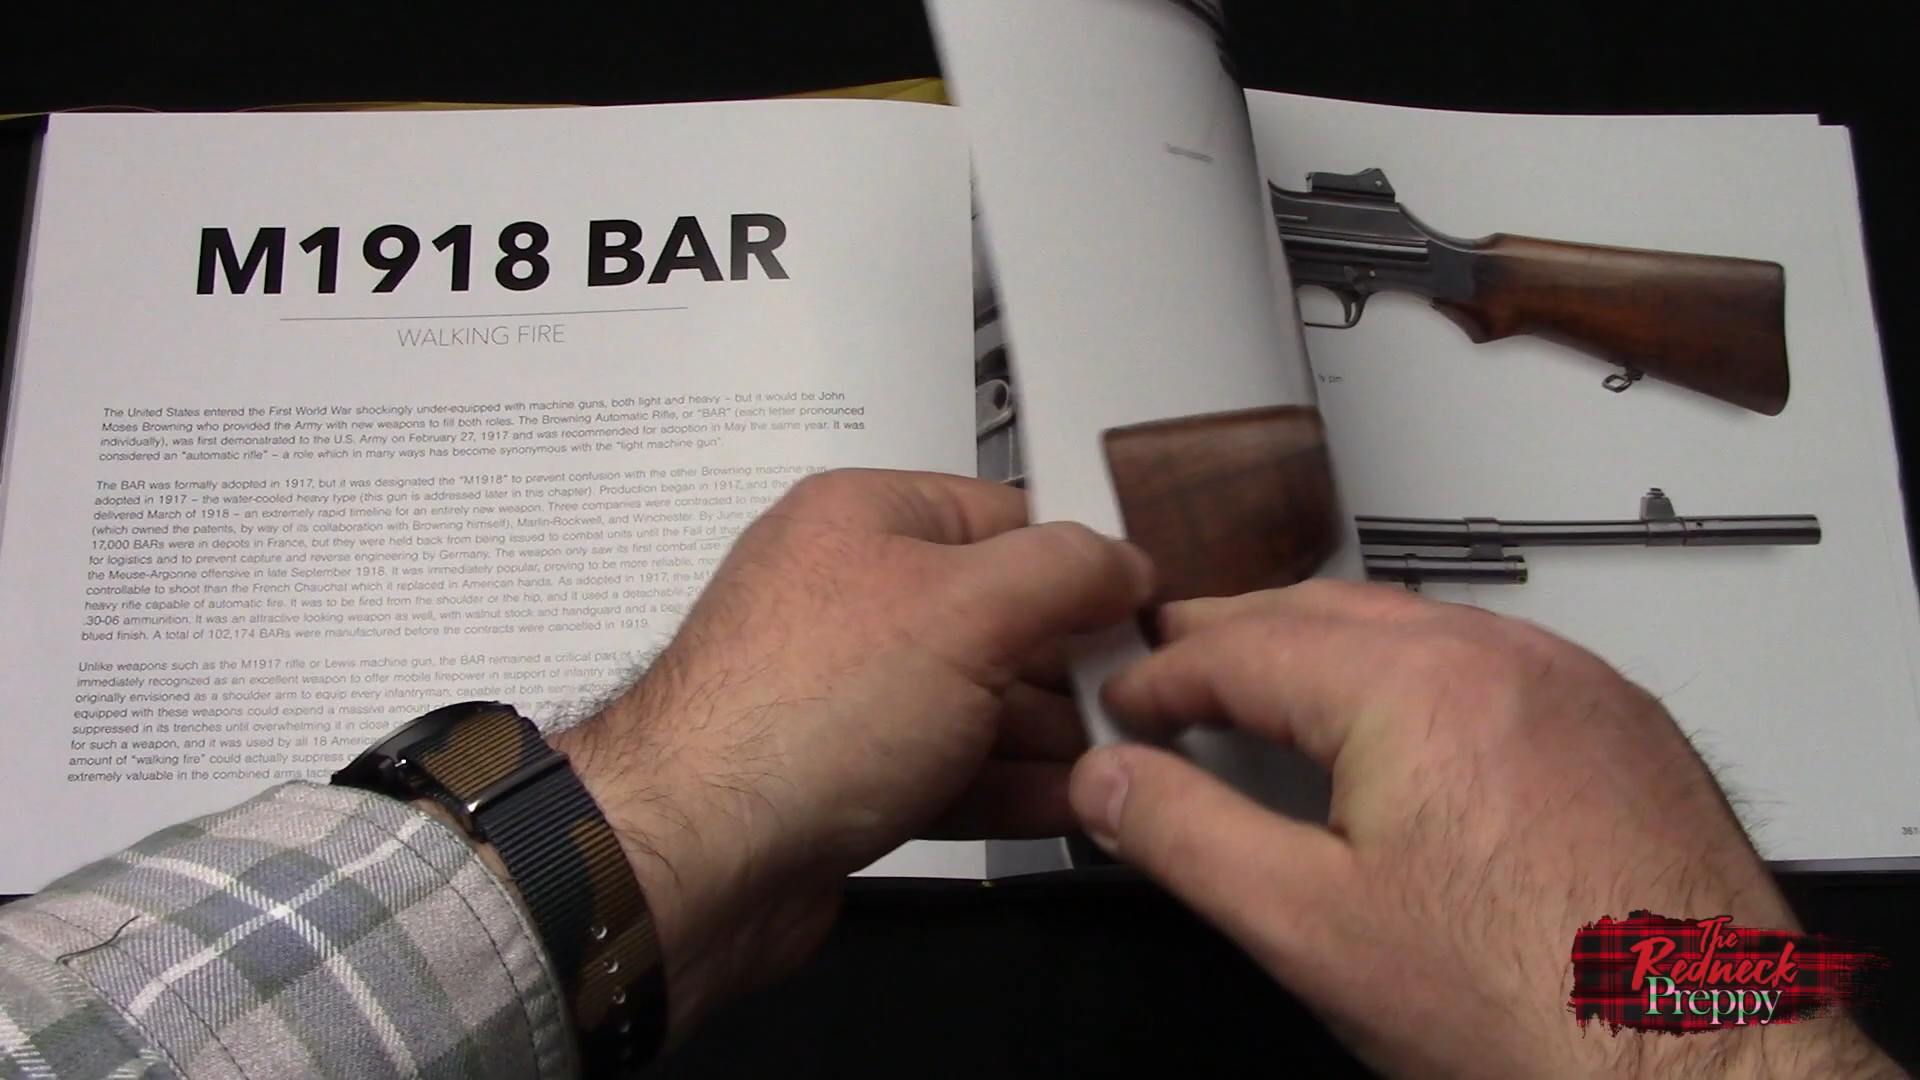 M1918 BAR
WALKING FIRE
The United States entered the First World War shockingly under-equipped with machine guns, both light and heavy – but it would be John
Moses Browning who provided the Army with new weapons to fill both roles. The Browning Automatic Rifle, or "BAR" (each letter pronounced
individually), was first demonstrated to the U.S. Army on February 27, 1917 and was recommended for adoption in May the same year. It was
considered an "automatic rifle" – a role which in many ways has become synonymous with the "light machine gun".
The BAR was formally adopted in 1917, but it was designated the "M1918" to prevent confusion with the other Browning machine gun
adopted in 1917 – the water-cooled heavy type (this gun is addressed later in this chapter). Production began in 1917, and the
delivered March of 1918 – an extremely rapid timeline for an entirely new weapon. Three companies were contracted to
(which owned the patents, by way of its collaboration with Browning himself), Marlin-Rockwell, and Winchester. By June
17,000 BARs were in depots in France, but they were held back from being issued to combat units until the Fall of that
for logistics and to prevent capture and reverse engineering by Germany. The weapon only saw its first combat use
the Meuse-Argonne offensive in late September 1918. It was immediately popular, proving to be more reliable,
controllable to shoot than the French Chauchat which it replaced in American hands. As adopted in 1917, the
heavy rifle capable of automatic fire. It was to be fired from the shoulder or the hip, and it used a detachable
.30-06 ammunition. It was an attractive looking weapon as well, with walnut stock and handguard and a
blued finish. A total of 102,174 BARs were manufactured before the contracts were cancelled in 1919.
Unlike weapons such as the M1917 rifle or Lewis machine gun, the BAR remained a critical part of
immediately recognized as an excellent weapon to offer mobile firepower in support of infantry
originally envisioned as a shoulder arm to equip every infantryman, capable of both
equipped with these weapons could expend a massive amount
suppressed in its trenches until overwhelming it in close
for such a weapon, and it was used by all 18
amount of "walking fire" could actually suppress
extremely valuable in the combined arms
pin
361
The
Redneck
Preppy